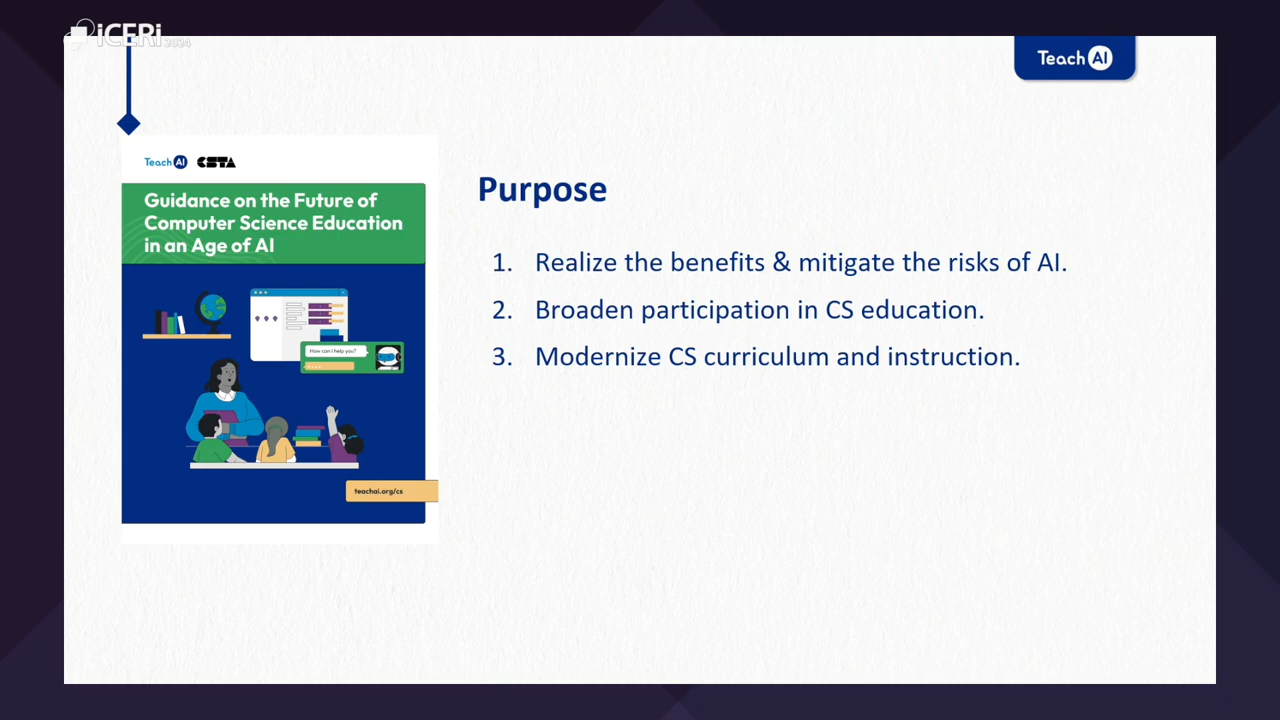 iCERi
2024
Teach AI
Teach AI CSTA
Guidance on the Future of
Computer Science Education
in an Age of AI
How can I help you?
teachai.org/cs
Purpose
1. Realize the benefits & mitigate the risks of AI.
2. Broaden participation in CS education.
3. Modernize CS curriculum and instruction.